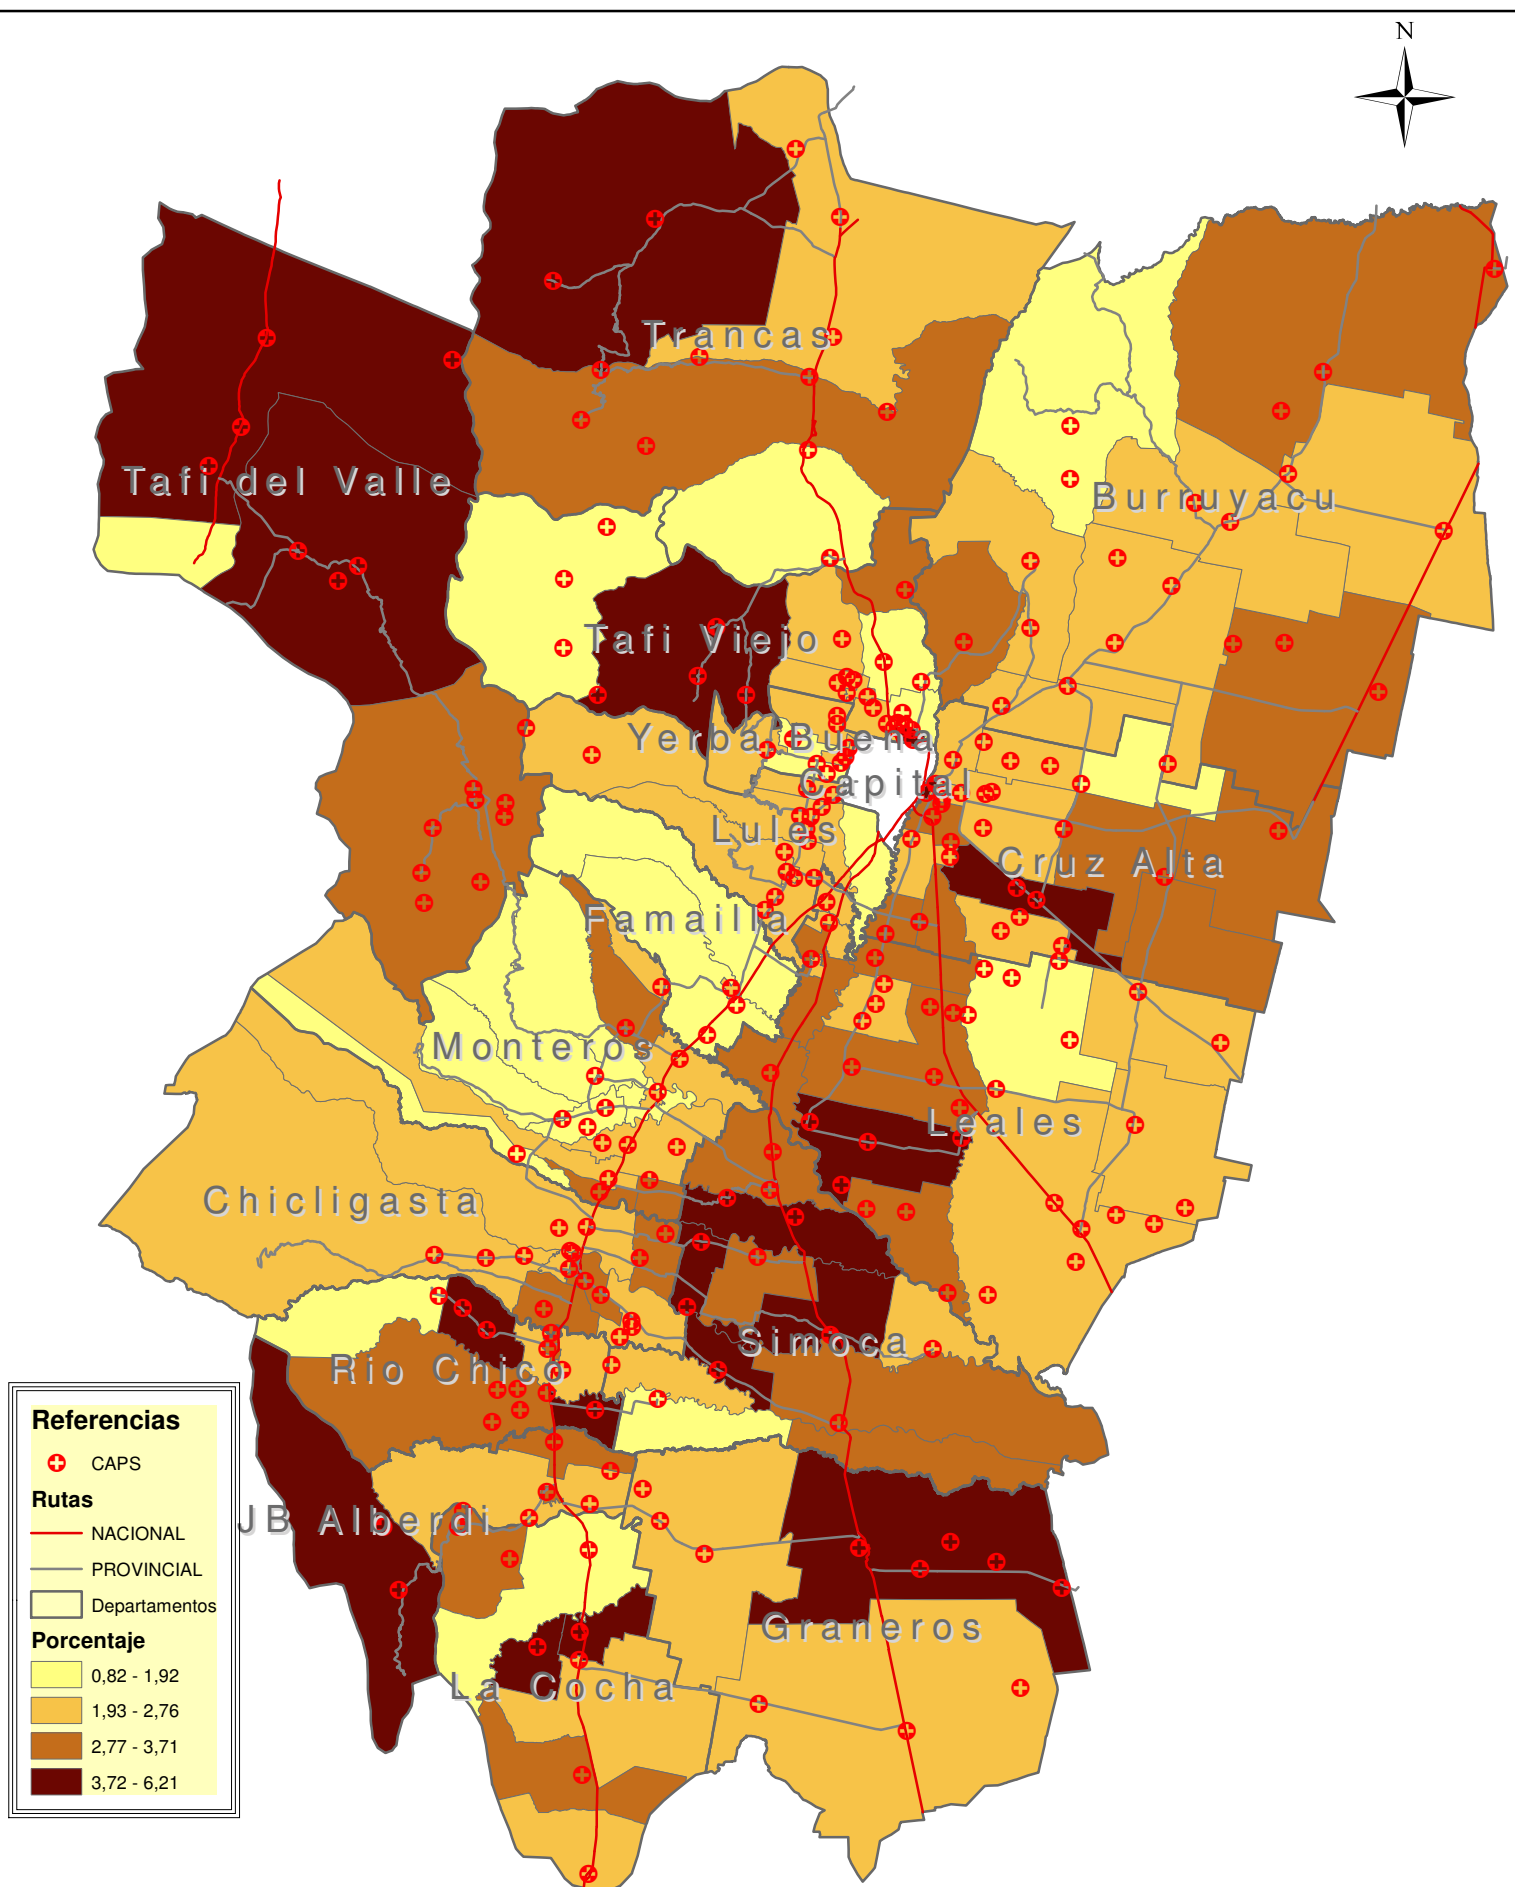 N
Trancas
Tafi del Valle
Burruyacu
Tafi Viejo
Yerba Buena
Capital
Lules
Cruz Alta
Famailla
Monteros
Leales
Chicligasta
Simoca
Rio Chico
JB Alberdi
Graneros
La Cocha
Referencias
CAPS
Rutas
NACIONAL
PROVINCIAL
Departamentos
Porcentaje
0,82 - 1,92
1,93 - 2,76
2,77 - 3,71
3,72 - 6,21